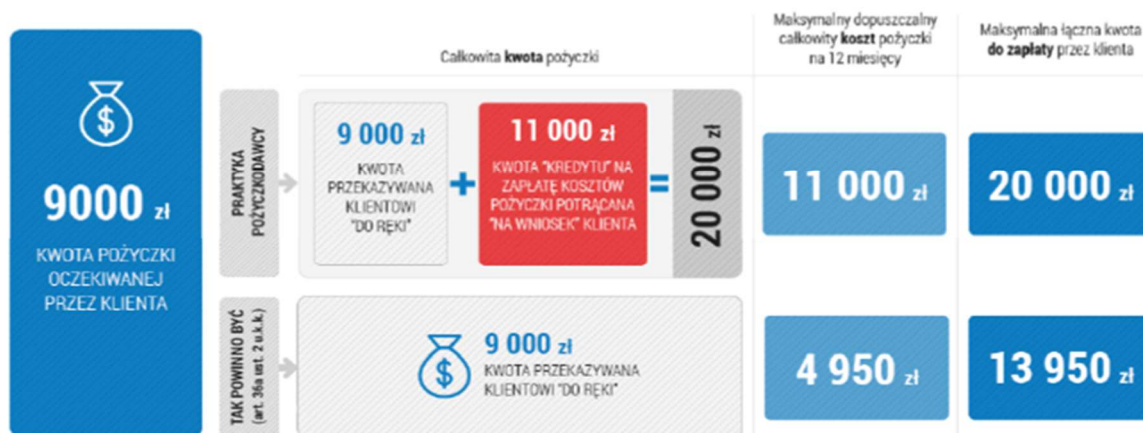 Całkowita kwota pożyczki
Maksymalny dopuszczalny
całkowity koszt pożyczki
na 12 miesięcy
Maksymalna łączna kwota
do zapłaty przez klienta
$
9000 zł
KWOTA POŻYCZKI
OCZEKIWANEJ
PRZEZ KLIENTA
PRAKTYKA
POŻYCZKODAWCY
9 000 zł
KWOTA
PRZEKAZYWANA
KLIENTOWI
"DO RĘKI"
+
11 000 zł
KWOTA "KREDYTU" NA
ZAPŁATĘ KOSZTÓW
POŻYCZKI POTRĄCANA
"NA WNIOSEK" KLIENTA
=
20 000 zł
11 000 zł
20 000 zł
TAK POWINNO BYĆ
(art. 36a ust. 2 u.k.k.)
$
9 000 zł
KWOTA PRZEKAZYWANA
KLIENTOWI "DO RĘKI"
4 950 zł
13 950 zł